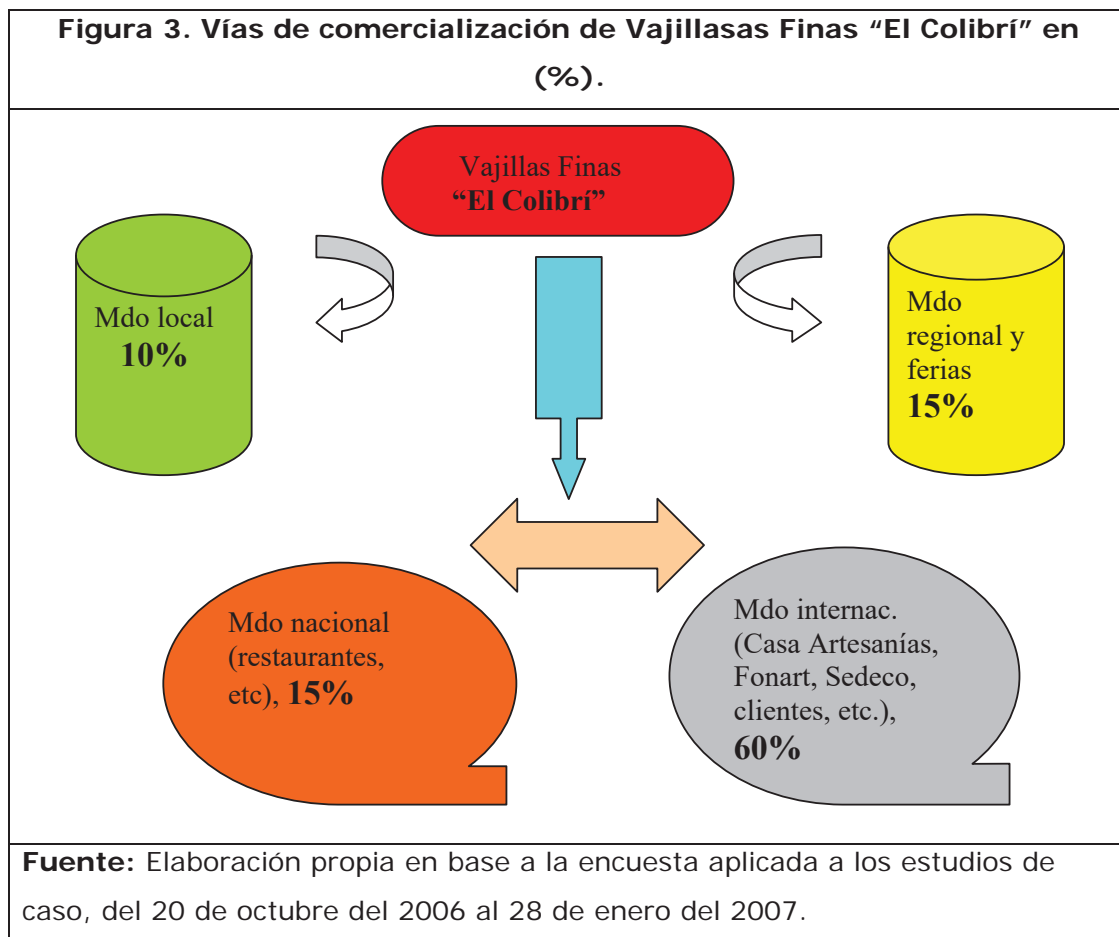 Figura 3. Vías de comercialización de Vajillasas Finas “El Colibrí” en
(%).
Vajillas Finas
“El Colibrí”
Mdo local
10%
Mdo
regional y
ferias
15%
Mdo nacional
(restaurantes,
etc), 15%
Mdo internac.
(Casa Artesanías,
Fonart, Sedeco,
clientes, etc.),
60%
Fuente: Elaboración propia en base a la encuesta aplicada a los estudios de
caso, del 20 de octubre del 2006 al 28 de enero del 2007.